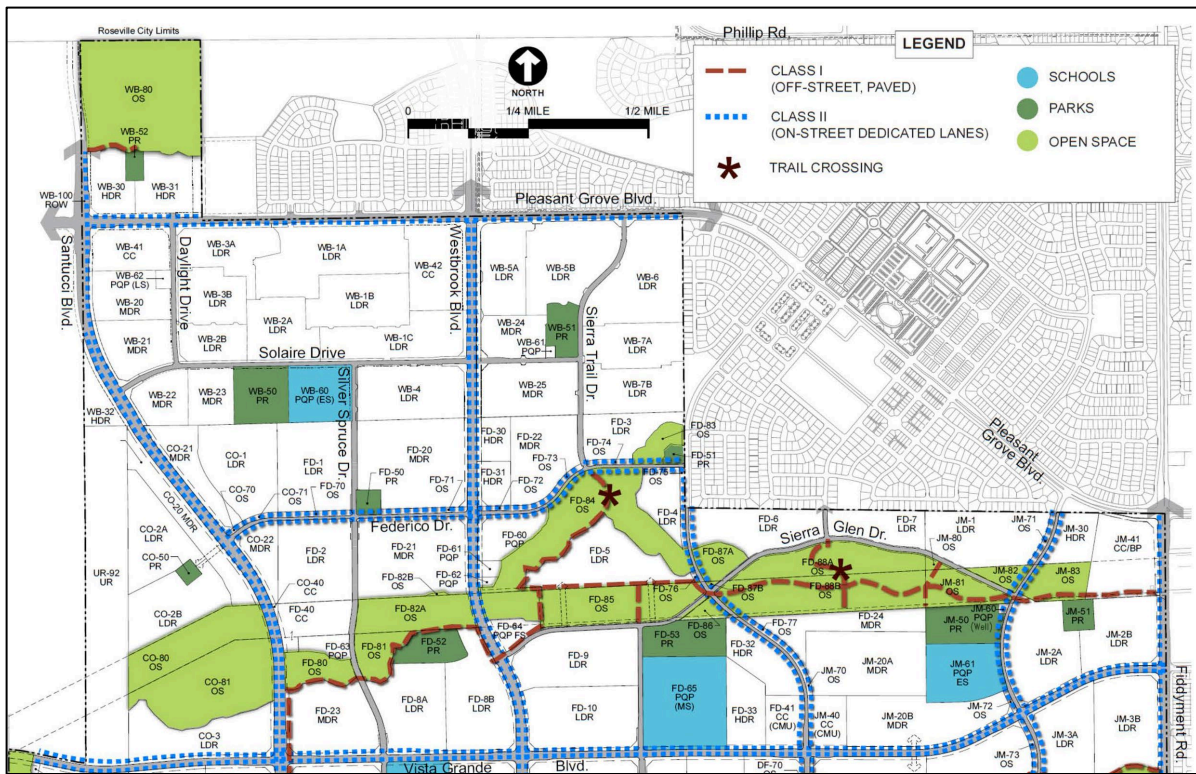 Roseville City Limits
Phillip Rd.
LEGEND
CLASS I
(OFF-STREET, PAVED)
CLASS II
(ON-STREET DEDICATED LANES)
TRAIL CROSSING
SCHOOLS
PARKS
OPEN SPACE
NORTH
0
1/4 MILE
1/2 MILE
WB-80
OS
WB-52
PR
WB-30
HDR
WB-31
HDR
WB-100
ROW
Pleasant Grove Blvd.
Santucci Blvd.
Daylight Drive
Westbrook Blvd.
WB-41
CC
WB-3A
LDR
WB-1A
LDR
WB-42
CC
WB-5A
LDR
WB-5B
LDR
WB-6
LDR
WB-62
PQP (LS)
WB-20
MDR
WB-3B
LDR
WB-1B
LDR
WB-2A
LDR
WB-21
MDR
WB-2B
LDR
WB-1C
LDR
WB-24
MDR
WB-51
PR
WB-61
PQP
WB-7A
LDR
Sierra Trail Dr.
Solaire Drive
WB-22
MDR
WB-23
MDR
WB-50
PR
WB-60
PQP (ES)
Silver Spruce Dr.
WB-4
LDR
WB-25
MDR
WB-7B
LDR
WB-32
HDR
CO-21
MDR
CO-1
LDR
FD-1
LDR
FD-20
MDR
FD-30
HDR
FD-22
MDR
FD-74
OS
FD-3
LDR
FD-83
OS
FD-51
PR
Pleasant
Grove Blvd.
CO-20 MDR
CO-70
OS
CO-71
OS
FD-72
OS
FD-50
PR
FD-71
OS
FD-31
HDR
FD-72
OS
FD-73
OS
FD-75
OS
FD-84
OS
Federico Dr.
CO-2A
LDR
CO-22
MDR
FD-2
LDR
FD-21
MDR
FD-61
PQP
FD-60
PQP
FD-4
LDR
FD-6
LDR
Sierra Glen Dr.
FD-7
LDR
JM-1
LDR
JM-71
OS
JM-30
HDR
JM-41
CC/BP
CO-50
PR
UR-92
UR
CO-40
CC
FD-62
PQP
FD-5
LDR
FD-87A
OS
FD-88A
OS
JM-80
OS
JM-82
OS
JM-83
OS
FD-82B
OS
CO-2B
LDR
FD-40
CC
FD-82A
OS
FD-85
OS
FD-76
OS
FD-87B
OS
FD-88B
OS
JM-81
OS
FD-64
PQP FS
FD-86
OS
FD-77
OS
FD-24
MDR
JM-50
PR
JM-60
PQP
(Well)
JM-51
PR
CO-80
OS
CO-81
OS
FD-80
OS
FD-63
PQP
FD-81
OS
FD-52
PR
FD-9
LDR
FD-53
PR
FD-32
HDR
JM-70
OS
JM-20A
MDR
JM-61
PQP
ES
JM-2A
LDR
JM-2B
LDR
FD-23
MDR
FD-8A
LDR
FD-8B
LDR
FD-10
LDR
FD-65
PQP
(MS)
FD-33
HDR
FD-41
CC
(CMU)
JM-40
CC
(CMU)
JM-20B
MDR
JM-72
OS
JM-3A
LDR
JM-3B
LDR
Fiddyment Rd.
CO-3
LDR
JM-73
OS
Vista Grande Blvd.
DF-70
OS